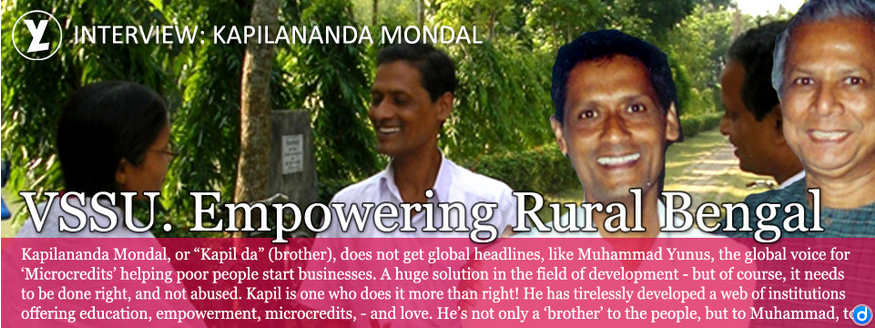 YL INTERVIEW: KAPILANANDA MONDAL
VSSU. Empowering Rural Bengal
Kapilananda Mondal, or “Kapil da” (brother), does not get global headlines, like Muhammad Yunus, the global voice for
‘Microcredits’ helping poor people start businesses. A huge solution in the field of development - but of course, it needs
to be done right, and not abused. Kapil is one who does it more than right! He has tirelessly developed a web of institutions
offering education, empowerment, microcredits, - and love. He’s not only a ‘brother’ to the people, but to Muhammad,